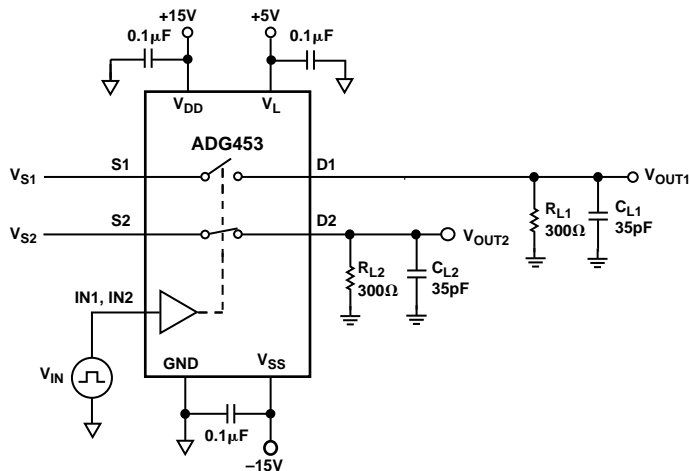 +15V +5V
0.1µF 0.1µF
VDD VL
ADG453
VS1 S1 D1 VOUT1
RL1 300Ω
CL1 35pF
VS2 S2 D2 VOUT2
RL2 300Ω
CL2 35pF
IN1, IN2
VIN
GND VSS
0.1µF
–15V